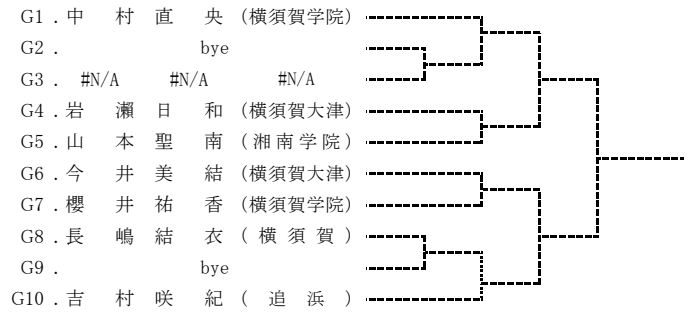 G1 . 中 村 直 央 (横須賀学院)
G2 . bye
G3 . #N/A #N/A #N/A
G4 . 岩 瀬 日 和 (横須賀大津)
G5 . 山 本 聖 南 (湘南学院)
G6 . 今 井 美 結 (横須賀大津)
G7 . 櫻 井 祐 香 (横須賀学院)
G8 . 長 嶋 結 衣 ( 横 須 賀 )
G9 . bye
G10 . 吉 村 咲 紀 ( 追 浜 )